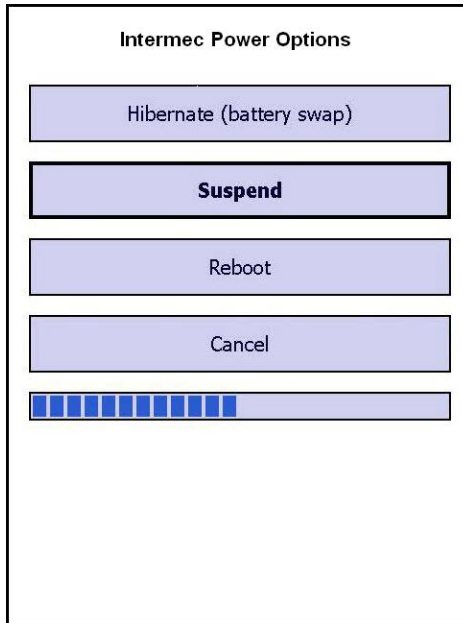 Intermec Power Options
Hibernate (battery swap)
Suspend
Reboot
Cancel